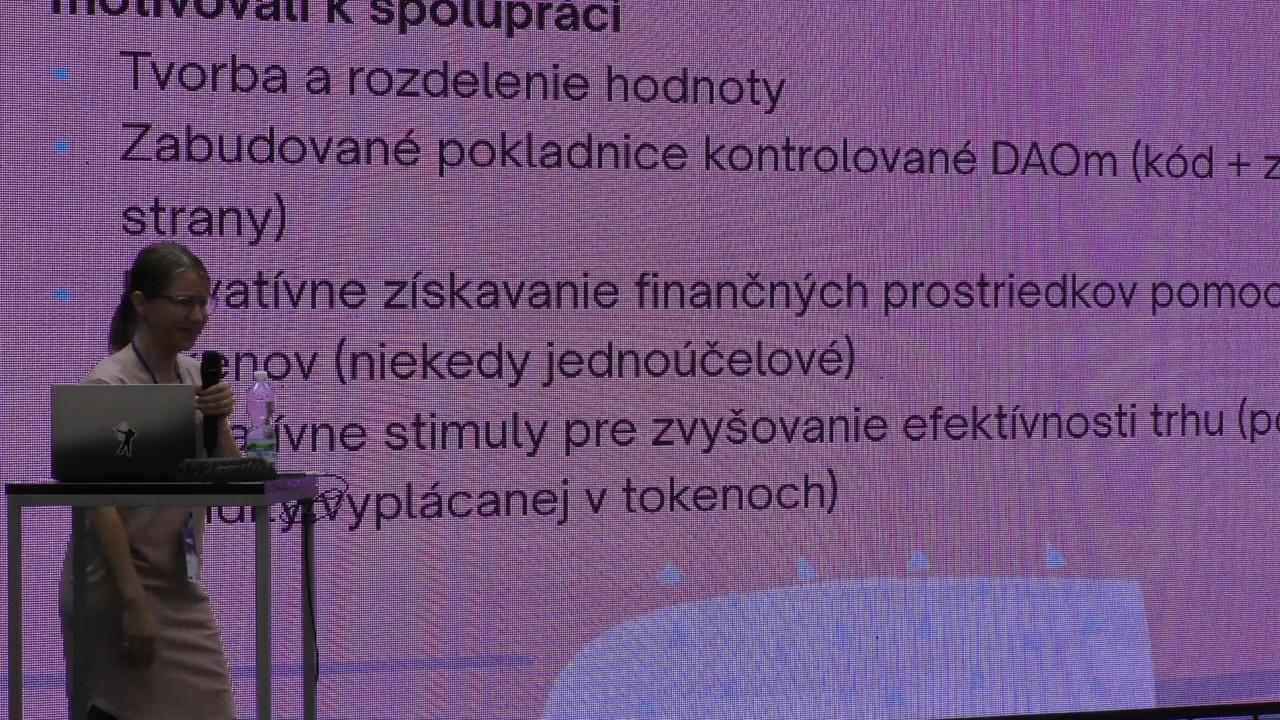 motivovali k spolupráci
Tvorba a rozdelenie hodnoty
Zabudované pokladnice kontrolované DAOm (kód + z
strany)
vatívne získavanie finančných prostriedkov pomoc
enov (niekedy jednoúčelové)
ívne stimuly pre zvyšovanie efektívnosti trhu (po
vyplácanej v tokenoch)